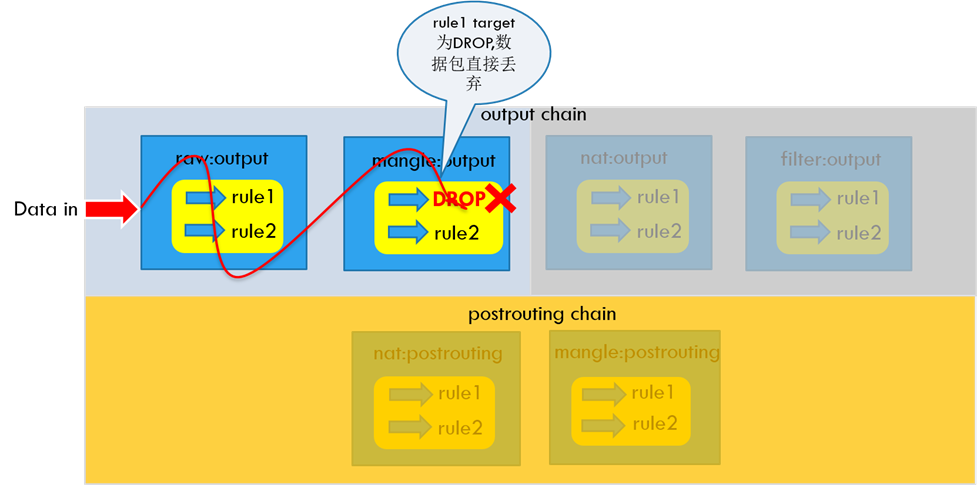 rule1 target
为DROP,数
据包直接丢
弃
output chain
raw:output
mangle:output
nat:output
filter:output
Data in
rule1
DROP
rule1
rule1
rule2
rule2
rule2
rule2
postrouting chain
nat:postrouting
mangle:postrouting
rule1
rule1
rule2
rule2